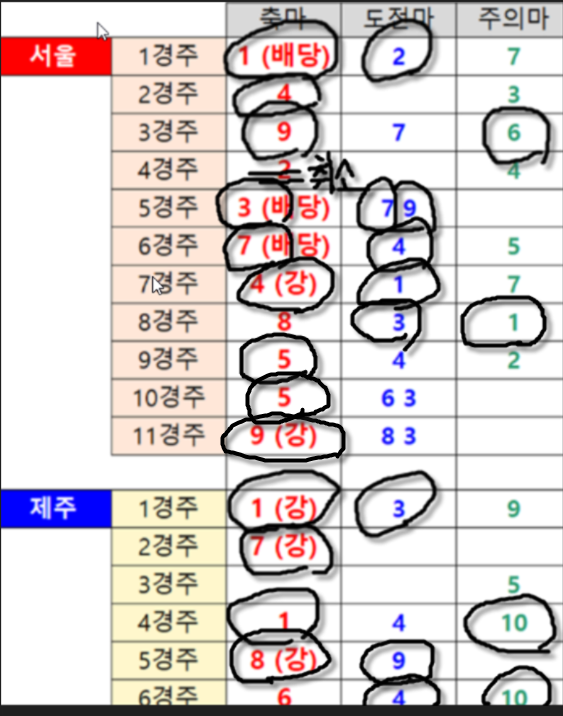 축마 도전마 주의마
서울 1경주 1 (배당) 2 7
2경주 4 3
3경주 9 7 6
4경주 2 취소 4
5경주 3 (배당) 7 9
6경주 7 (배당) 4 5
7경주 4 (강) 1 7
8경주 8 3 1
9경주 5 4 2
10경주 5 6 3
11경주 9 (강) 8 3
제주 1경주 1 (강) 3 9
2경주 7 (강)
3경주 5
4경주 1 4 10
5경주 8 (강) 9
6경주 6 4 10